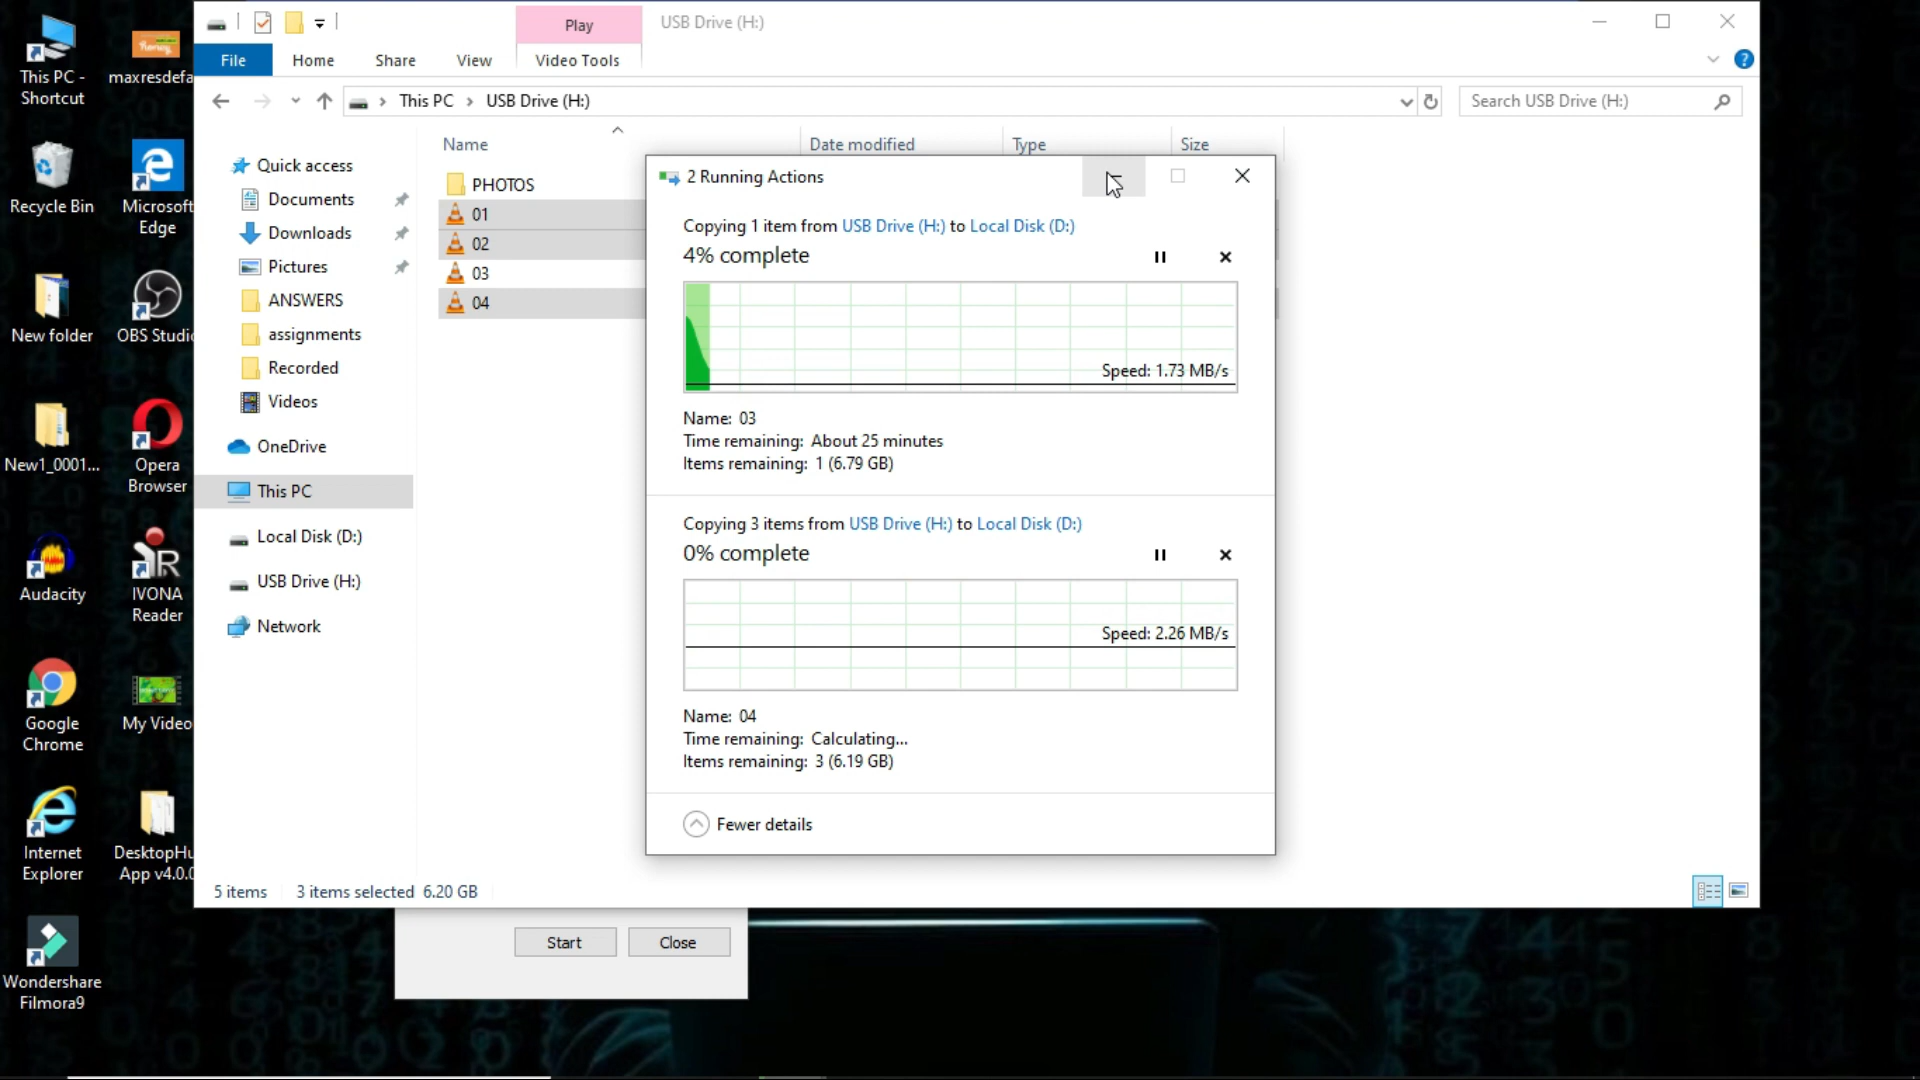 This PC -
Shortcut
maxresdefa
Recycle Bin
Microsoft
Edge
New folder
OBS Studi
New1_0001...
Opera
Browser
Audacity
IVONA
Reader
Google
Chrome
My Video
Internet
Explorer
DesktopHu
App v4.0.0
Wondershare
Filmora9
Play
USB Drive (H:)
File
Home
Share
View
Video Tools
This PC > USB Drive (H:)
Search USB Drive (H:)
Name
Date modified
Type
Size
Quick access
Documents
Downloads
Pictures
ANSWERS
assignments
Recorded
Videos
OneDrive
This PC
Local Disk (D:)
USB Drive (H:)
Network
PHOTOS
01
02
03
04
2 Running Actions
Copying 1 item from USB Drive (H:) to Local Disk (D:)
4% complete
Speed: 1.73 MB/s
Name: 03
Time remaining: About 25 minutes
Items remaining: 1 (6.79 GB)
Copying 3 items from USB Drive (H:) to Local Disk (D:)
0% complete
Speed: 2.26 MB/s
Name: 04
Time remaining: Calculating...
Items remaining: 3 (6.19 GB)
Fewer details
5 items
3 items selected 6.20 GB
Start
Close